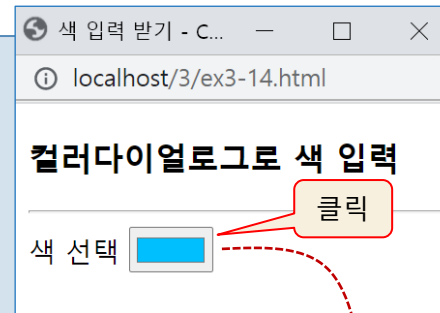 색 입력 받기 - C...
localhost/3/ex3-14.html
컬러다이얼로그로 색 입력
클릭
색 선택